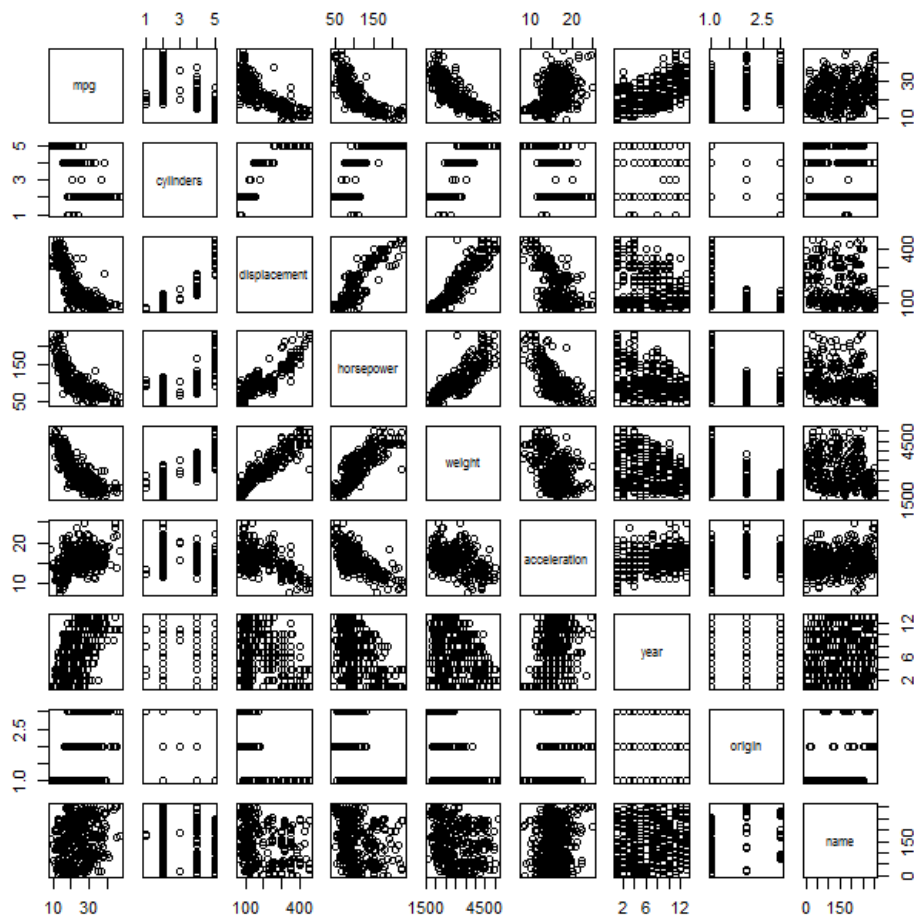 1 3 5 50 150 10 20 1.0 2.5
mpg 10 30
1 3 5 cylinders
displacement 100 400
50 150 horsepower
weight 1500 4500
10 20 acceleration
year 2 6 12
1.0 2.5 origin
name 0 150
10 30 100 400 1500 4500 2 6 12 0 150